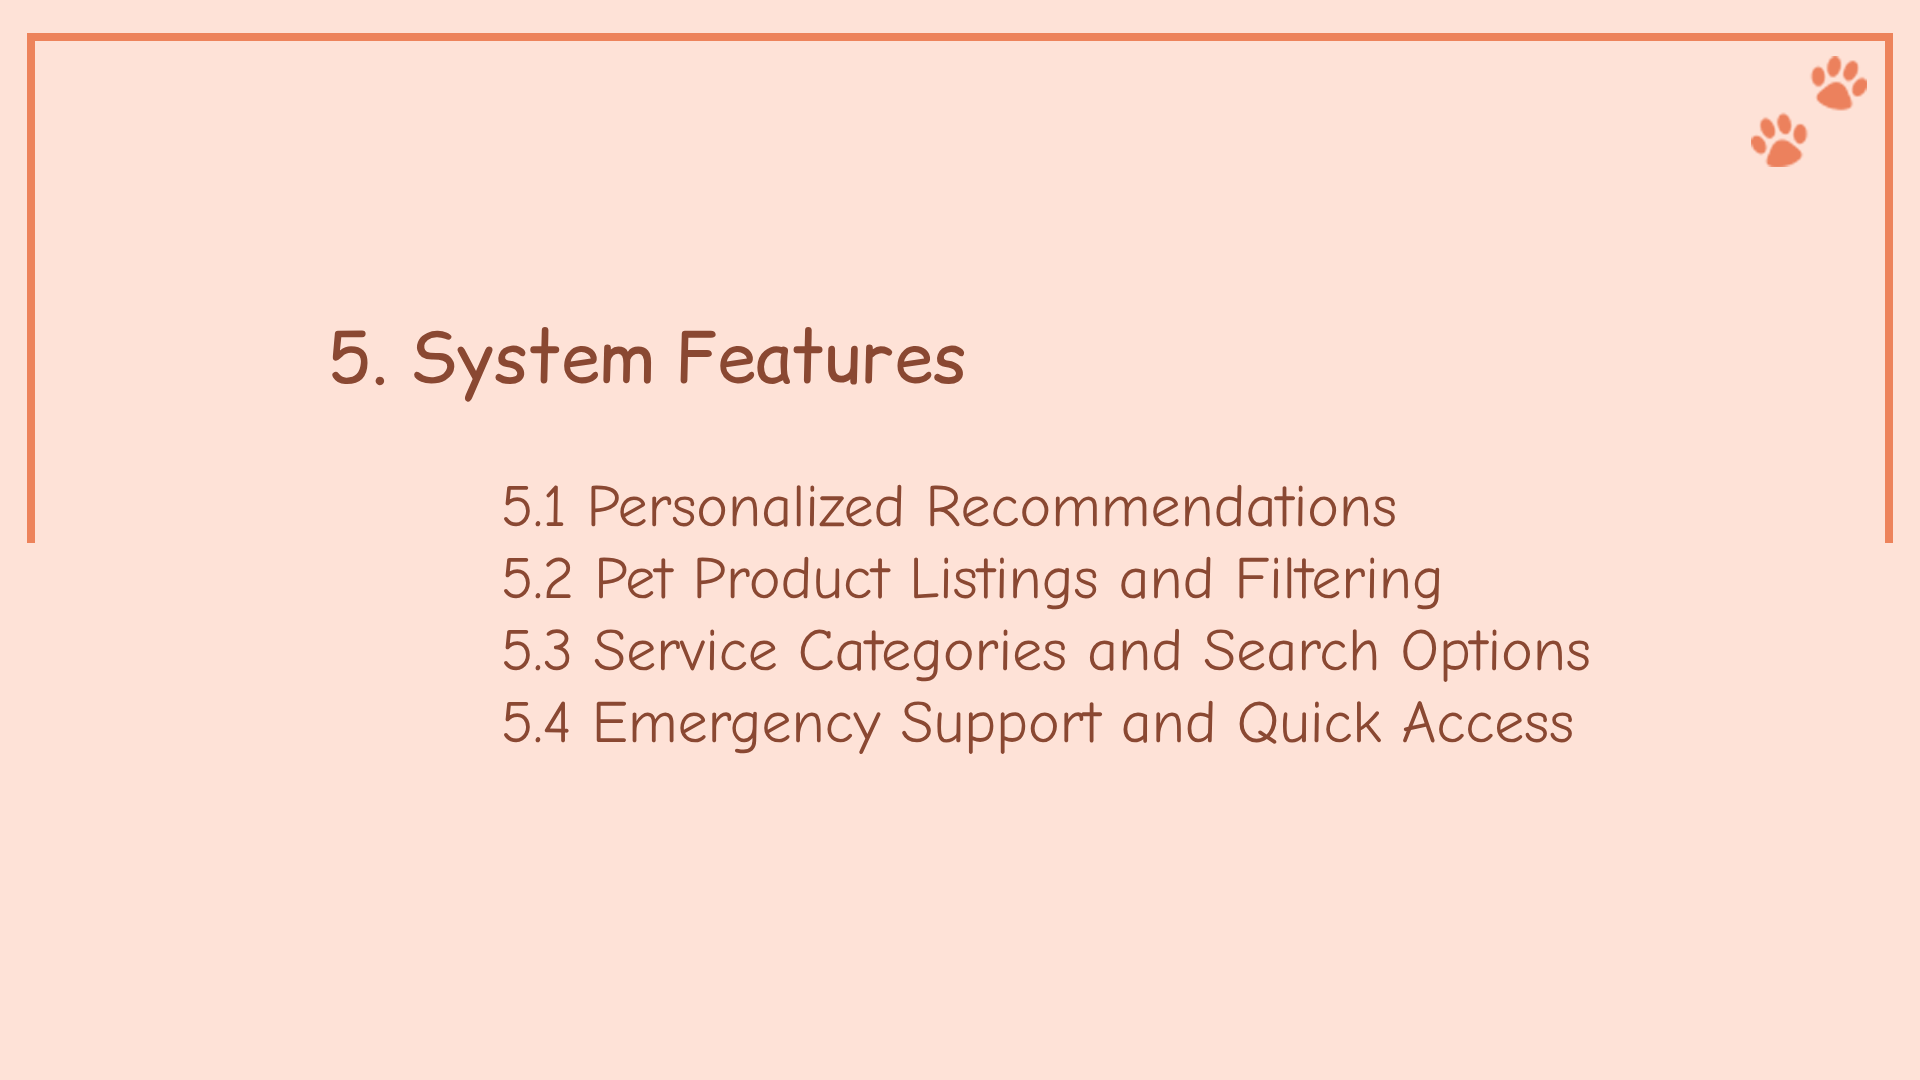 5. System Features
5.1 Personalized Recommendations
5.2 Pet Product Listings and Filtering
5.3 Service Categories and Search Options
5.4 Emergency Support and Quick Access